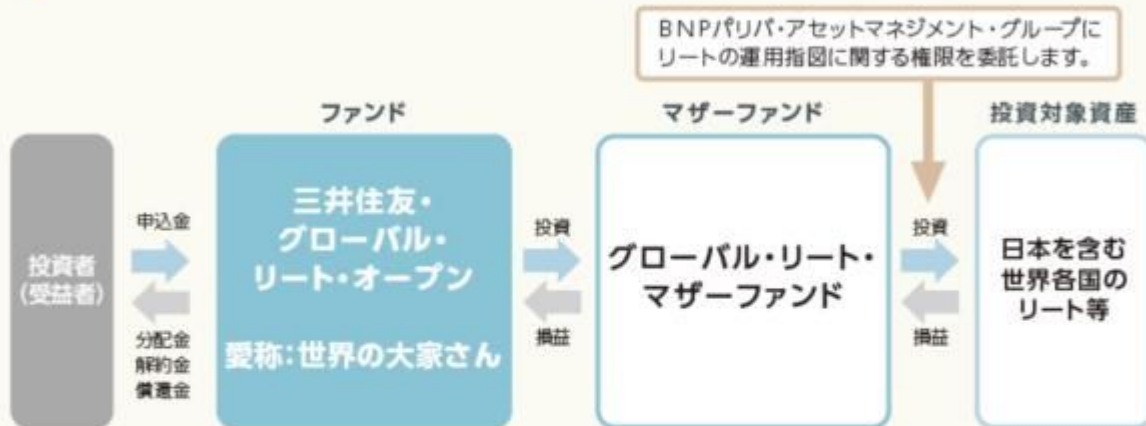 BNPパリバ・アセットマネジメント・グループに
リートの運用指図に関する権限を委託します。
ファンド
マザーファンド
投資対象資産
投資者
(受益者)
申込金
分配金
解約金
償還金
三井住友・
グローバル・
リート・オープン
愛称:世界の大家さん
投資
損益
グローバル・リート・
マザーファンド
投資
損益
日本を含む
世界各国の
リート等